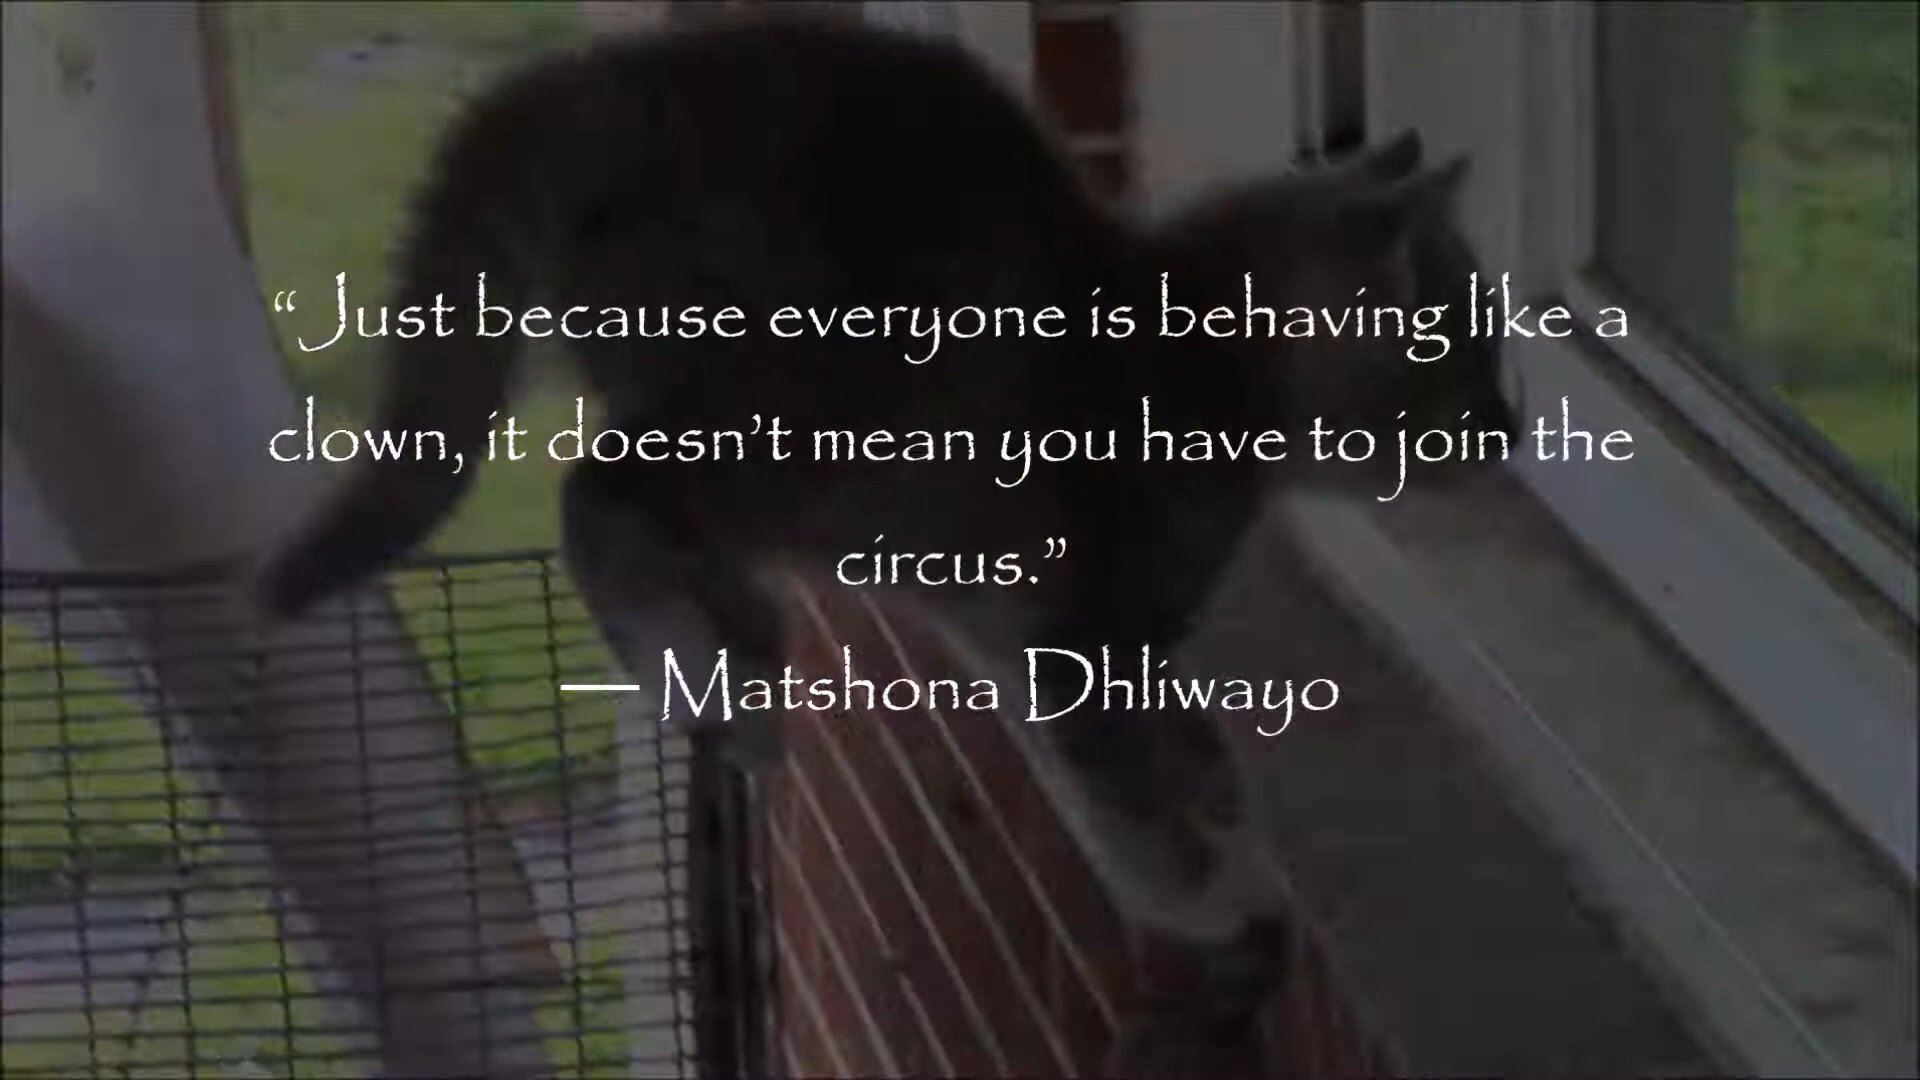 “Just because everyone is behaving like a
clown, it doesn’t mean you have to join the
circus.”
— Matshona Dhliwayo